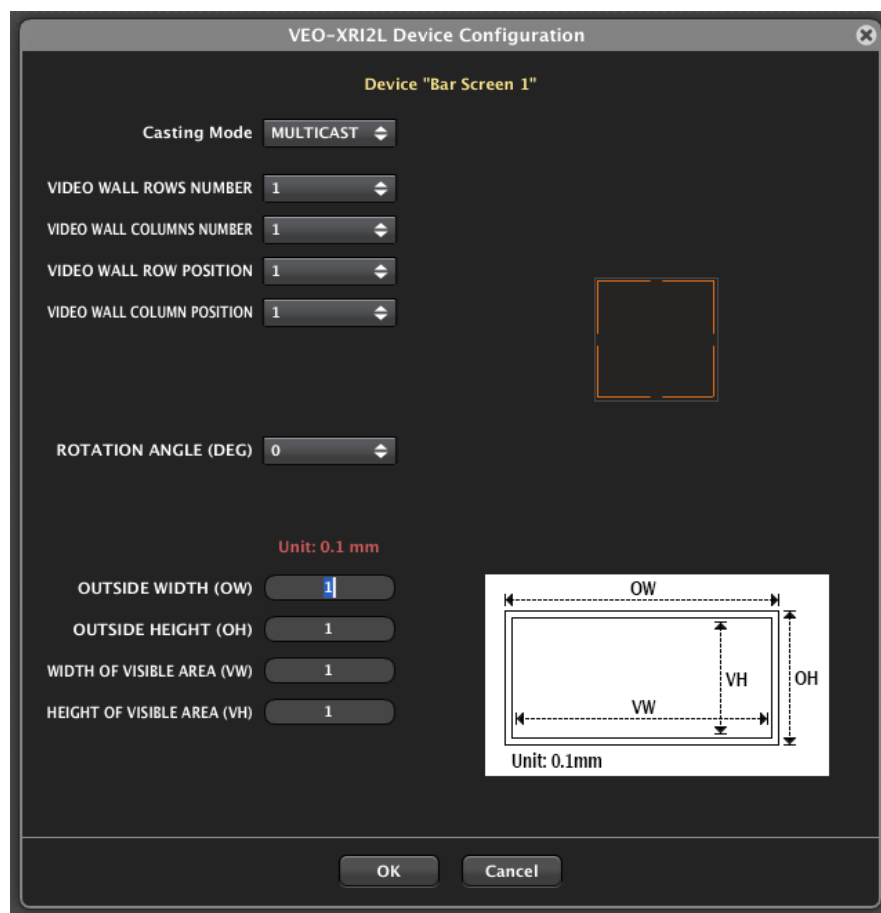 VEO-XRI2L Device Configuration
Device "Bar Screen 1"
Casting Mode MULTICAST
VIDEO WALL ROWS NUMBER 1
VIDEO WALL COLUMNS NUMBER 1
VIDEO WALL ROW POSITION 1
VIDEO WALL COLUMN POSITION 1
ROTATION ANGLE (DEG) 0
Unit: 0.1 mm
OUTSIDE WIDTH (OW) 1
OUTSIDE HEIGHT (OH) 1
WIDTH OF VISIBLE AREA (VW) 1
HEIGHT OF VISIBLE AREA (VH) 1
OW
VH
OH
VW
Unit: 0.1mm
OK Cancel